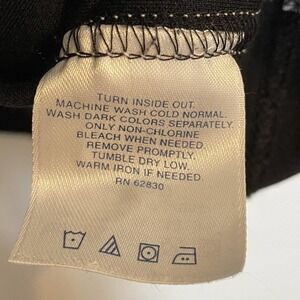 TURN INSIDE OUT.
MACHINE WASH COLD NORMAL.
WASH DARK COLORS SEPARATELY.
ONLY NON-CHLORINE
BLEACH WHEN NEEDED.
REMOVE PROMPTLY.
TUMBLE DRY LOW.
WARM IRON IF NEEDED.
RN 62830